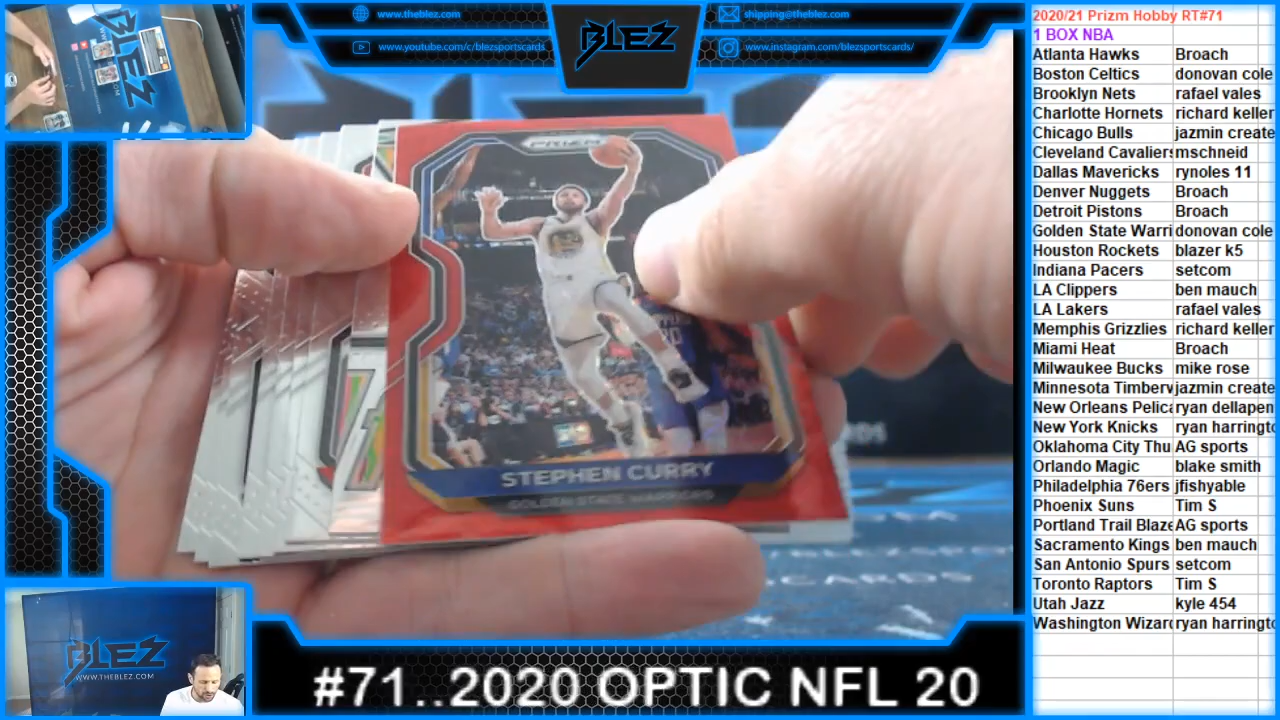 www.theblez.com
www.youtube.com/c/blezsportscards
BLEZ
shipping@theblez.com
www.instagram.com/blezsportscards/
BLEZ
PRIZM
STEPHEN CURRY
GOLDEN STATE WARRIORS
BLEZ
WWW.THEBLEZ.COM
#71..2020 OPTIC NFL 20
2020/21 Prizm Hobby RT#71
1 BOX NBA
Atlanta Hawks Broach
Boston Celtics donovan cole
Brooklyn Nets rafael vales
Charlotte Hornets richard keller
Chicago Bulls jazmin create
Cleveland Cavaliers mschneid
Dallas Mavericks rynoles 11
Denver Nuggets Broach
Detroit Pistons Broach
Golden State Warri donovan cole
Houston Rockets blazer k5
Indiana Pacers setcom
LA Clippers ben mauch
LA Lakers rafael vales
Memphis Grizzlies richard keller
Miami Heat Broach
Milwaukee Bucks mike rose
Minnesota Timberv jazmin create
New Orleans Pelica ryan dellapen
New York Knicks ryan harringto
Oklahoma City Thu AG sports
Orlando Magic blake smith
Philadelphia 76ers jfishyable
Phoenix Suns Tim S
Portland Trail Blaze AG sports
Sacramento Kings ben mauch
San Antonio Spurs setcom
Toronto Raptors Tim S
Utah Jazz kyle 454
Washington Wizard ryan harringto